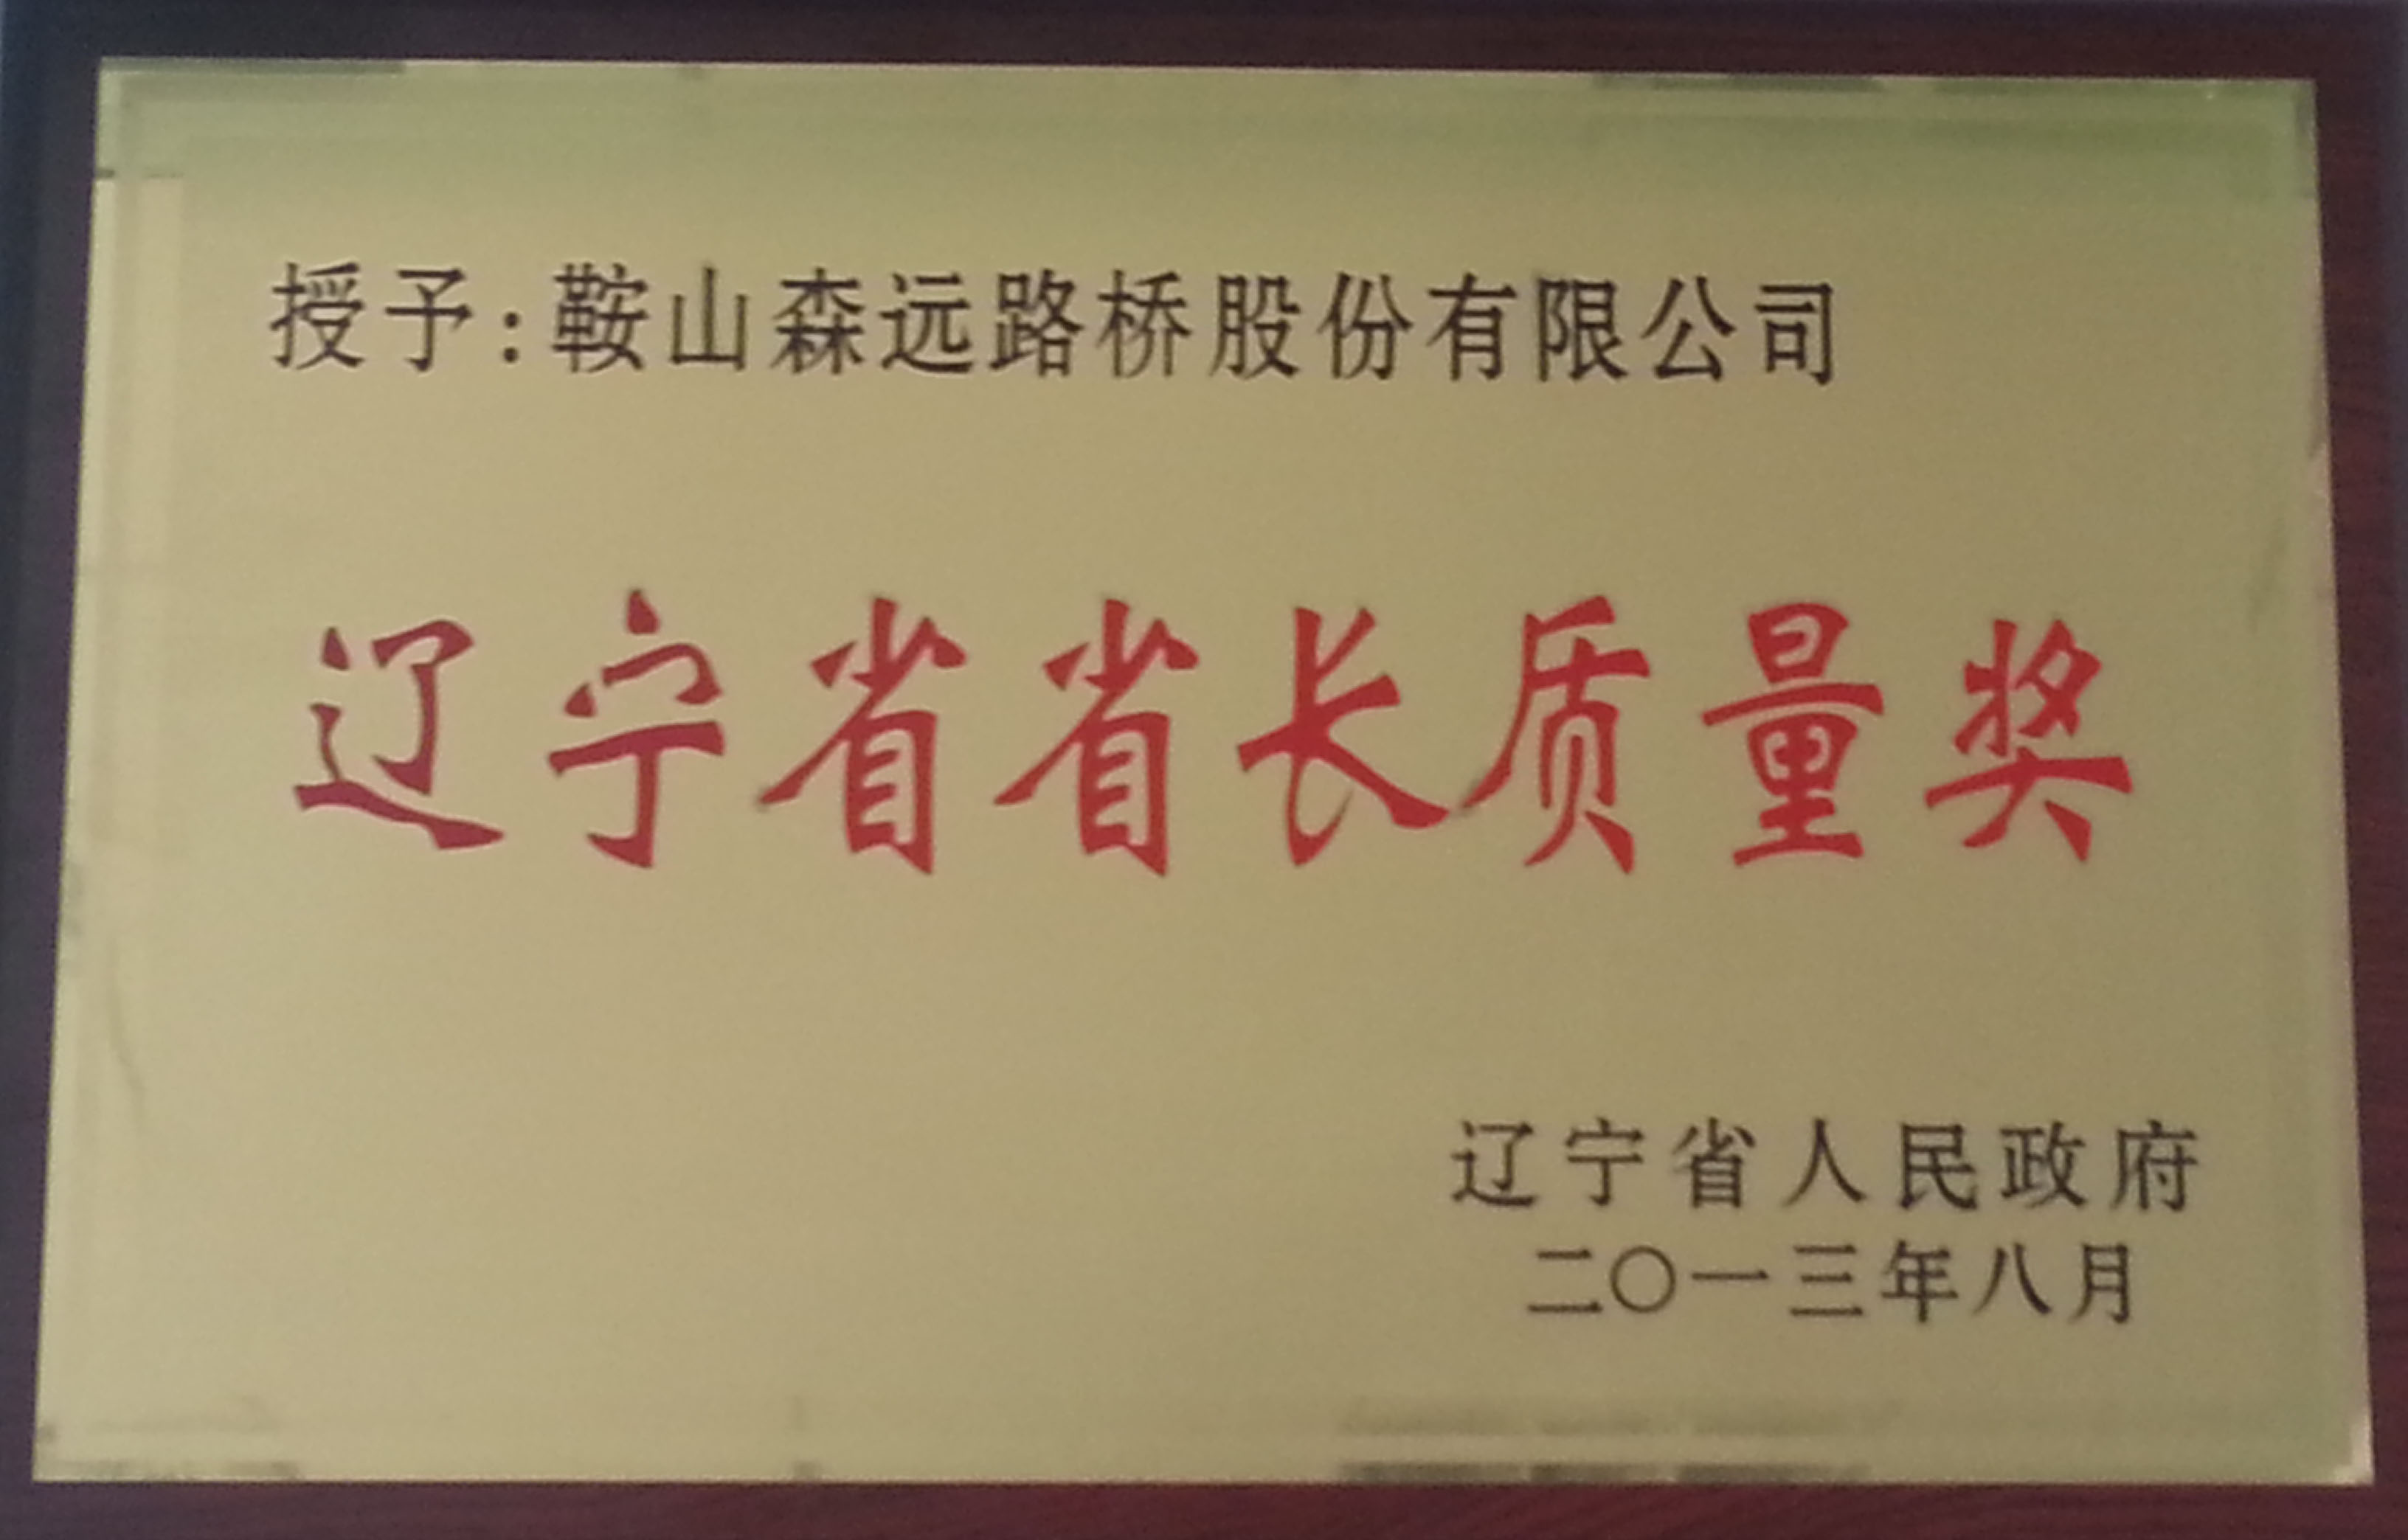 授予:鞍山森远路桥股份有限公司
辽宁省省长质量奖
辽宁省人民政府
二〇一三年八月